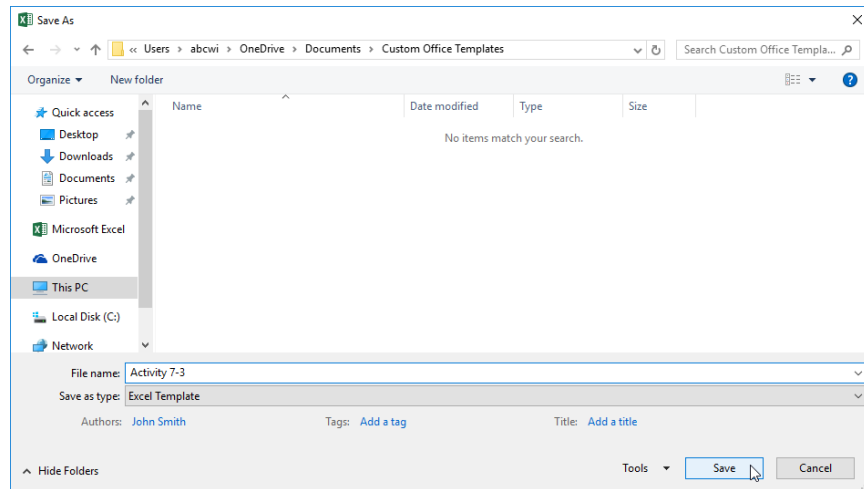 Save As
« Users › abcwi › OneDrive › Documents › Custom Office Templates
Search Custom Office Templa...
Organize
New folder
?
Name Date modified Type Size
No items match your search.
Quick access
Desktop
Downloads
Documents
Pictures
Microsoft Excel
OneDrive
This PC
Local Disk (C:)
Network
File name: Activity 7-3
Save as type: Excel Template
Authors: John Smith Tags: Add a tag Title: Add a title
Hide Folders Tools Save Cancel